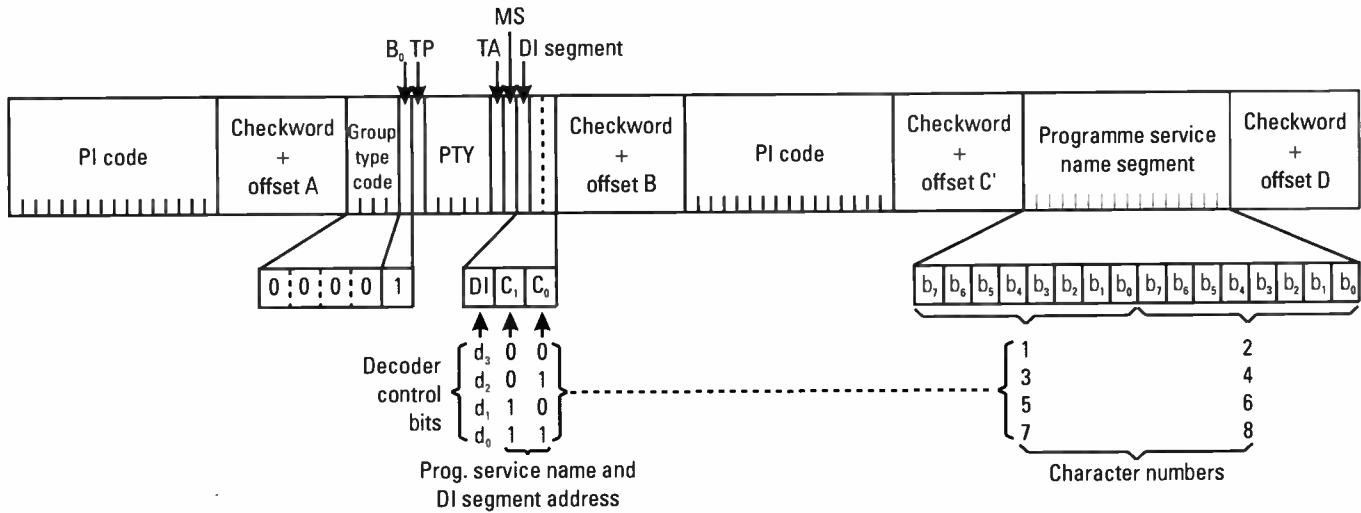 MS
B₀ TP TA DI segment
PI code
Checkword + offset A
Group type code
PTY
Checkword + offset B
PI code
Checkword + offset C'
Programme service name segment
Checkword + offset D
0 0 0 0 1
DI C₁ C₀
b₇ b₆ b₅ b₄ b₃ b₂ b₁ b₀ b₇ b₆ b₅ b₄ b₃ b₂ b₁ b₀
Decoder control bits
d₃ 0 0
d₂ 0 1
d₁ 1 0
d₀ 1 1
1 2
3 4
5 6
7 8
Prog. service name and
DI segment address
Character numbers